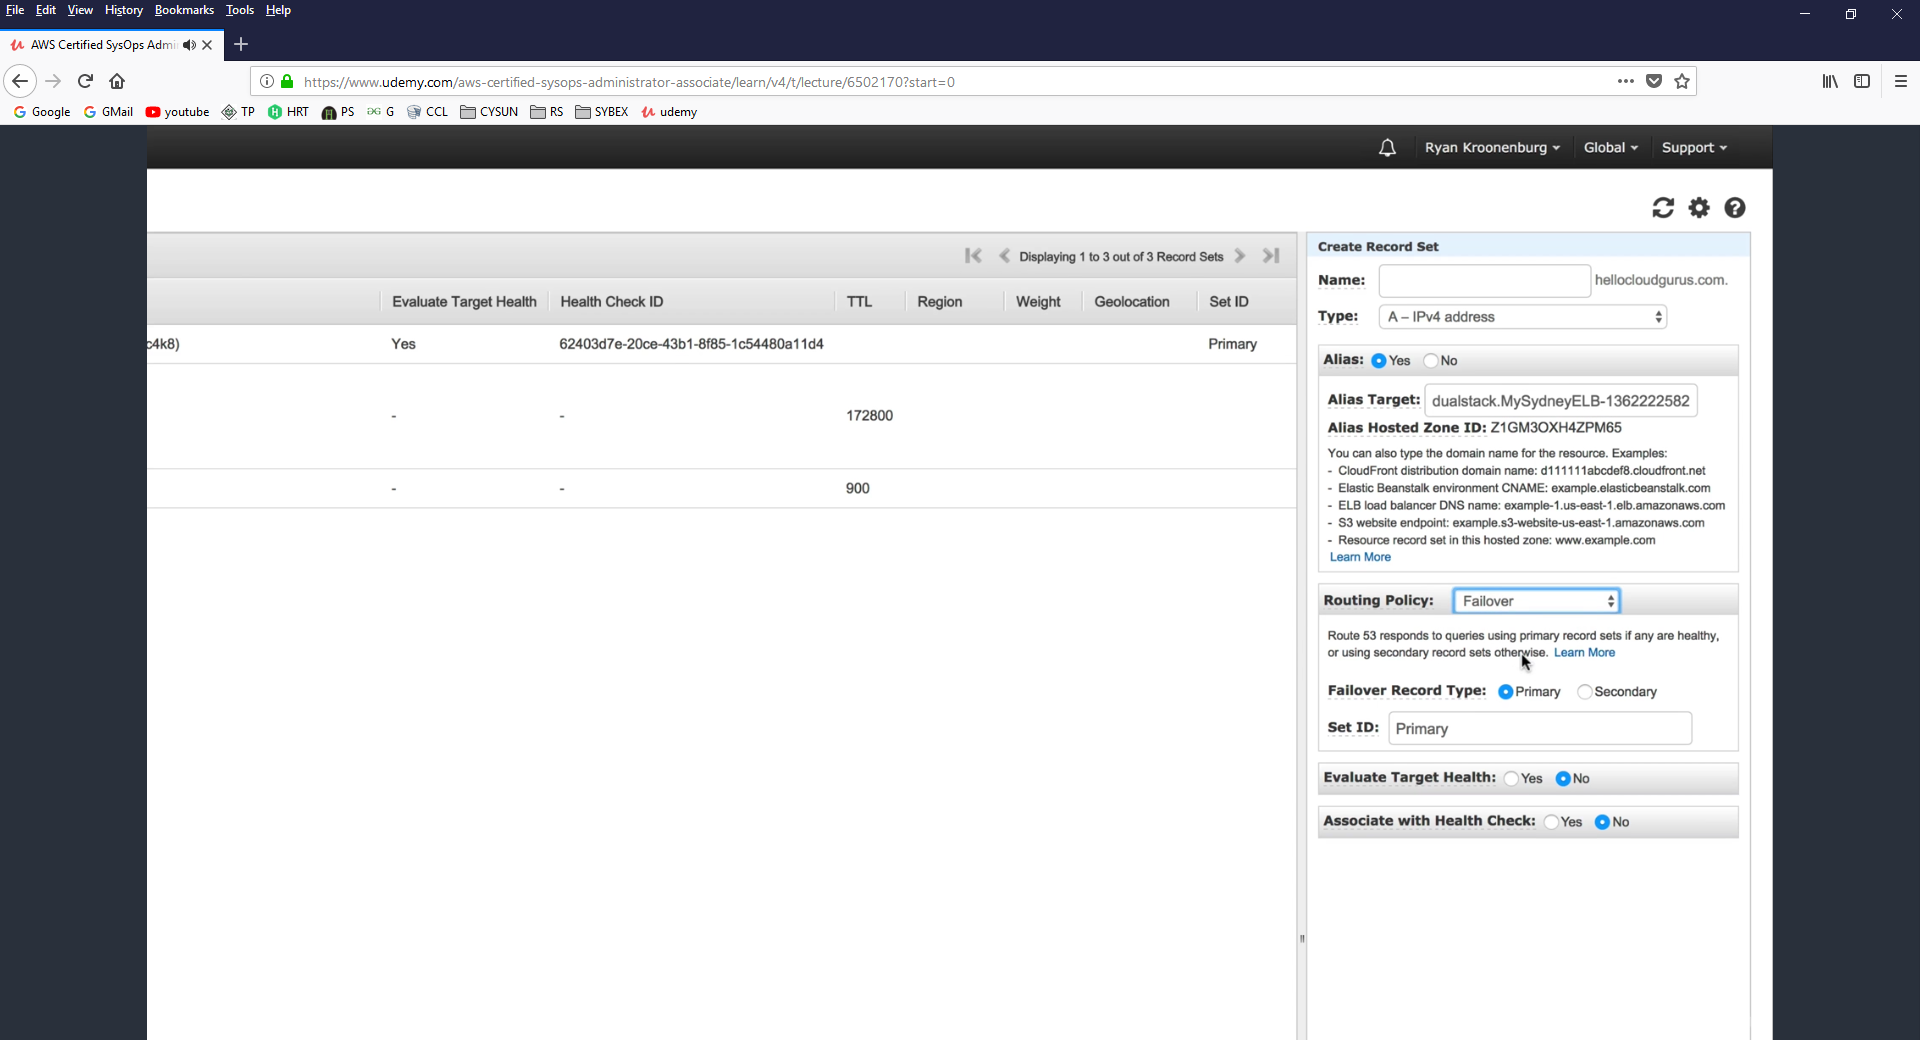 File Edit View History Bookmarks Tools Help
AWS Certified SysOps Admi
https://www.udemy.com/aws-certified-sysops-administrator-associate/learn/v4/t/lecture/6502170?start=0
Google GMail youtube TP HRT PS G CCL CYSUN RS SYBEX udemy
Ryan Kroonenburg Global Support
Displaying 1 to 3 out of 3 Record Sets
Evaluate Target Health Health Check ID TTL Region Weight Geolocation Set ID
c4k8) Yes 62403d7e-20ce-43b1-8f85-1c54480a11d4 Primary
- - 172800
- - 900
Create Record Set
Name: hellocloudgurus.com.
Type: A – IPv4 address
Alias: Yes No
Alias Target: dualstack.MySydneyELB-1362222582
Alias Hosted Zone ID: Z1GM3OXH4ZPM65
You can also type the domain name for the resource. Examples:
- CloudFront distribution domain name: d111111abcdef8.cloudfront.net
- Elastic Beanstalk environment CNAME: example.elasticbeanstalk.com
- ELB load balancer DNS name: example-1.us-east-1.elb.amazonaws.com
- S3 website endpoint: example.s3-website-us-east-1.amazonaws.com
- Resource record set in this hosted zone: www.example.com
Learn More
Routing Policy: Failover
Route 53 responds to queries using primary record sets if any are healthy,
or using secondary record sets otherwise. Learn More
Failover Record Type: Primary Secondary
Set ID: Primary
Evaluate Target Health: Yes No
Associate with Health Check: Yes No